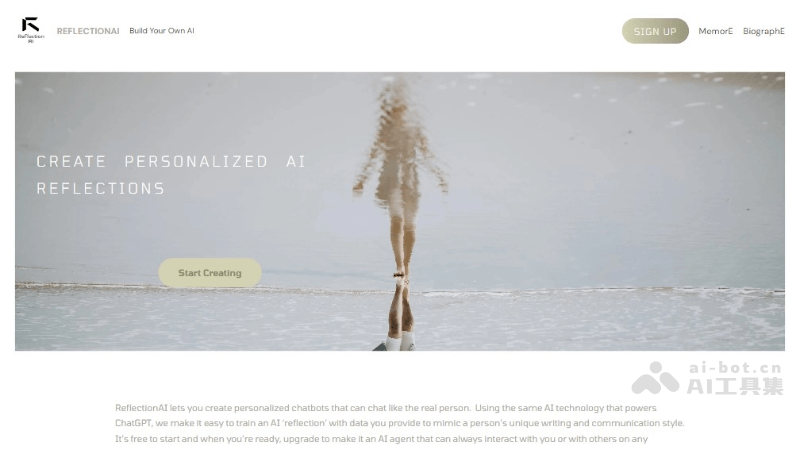 Reflection
AI
REFLECTIONAI
Build Your Own AI
SIGN UP
MemorE
BiographE
CREATE PERSONALIZED AI
REFLECTIONS
Start Creating
ai-bot.cn
AI工具集
ReflectionAI lets you create personalized chatbots that can chat like the real person. Using the same AI technology that powers
ChatGPT, we make it easy to train an AI 'reflection' with data you provide to mimic a person's unique writing and communication style.
It's free to start and when you're ready, upgrade to make it an AI agent that can always interact with you or with others on any